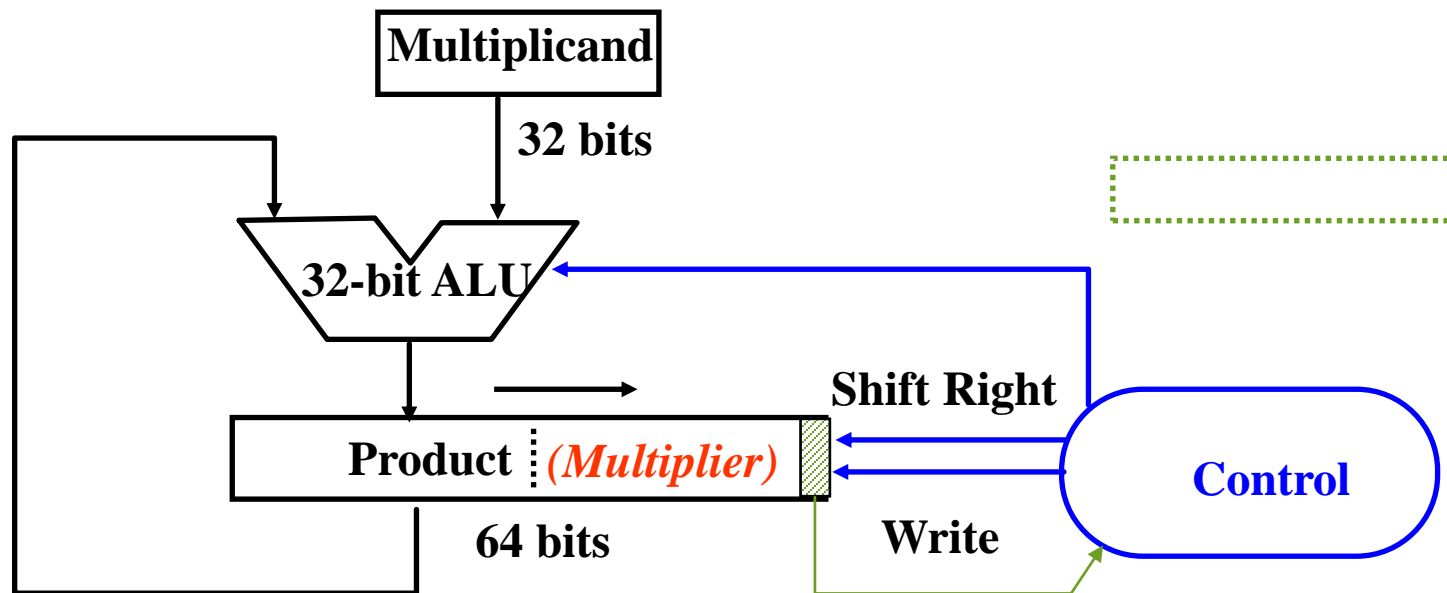 Multiplicand
32 bits
32-bit ALU
Shift Right
Product (Multiplier)
Control
64 bits
Write